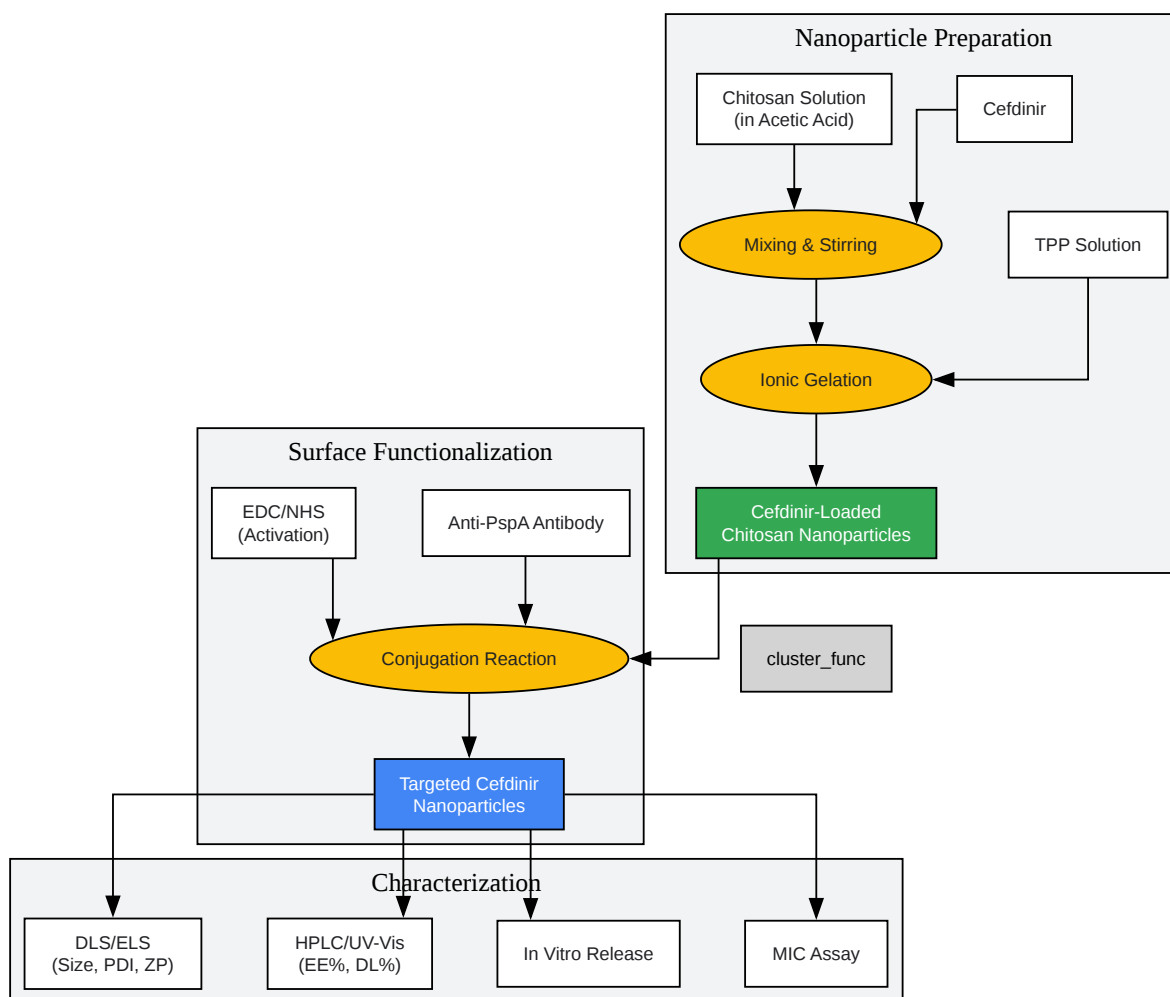 Nanoparticle Preparation
Chitosan Solution
(in Acetic Acid)
Cefdinir
Mixing & Stirring
TPP Solution
Ionic Gelation
Cefdinir-Loaded
Chitosan Nanoparticles
Surface Functionalization
EDC/NHS
(Activation)
Anti-PspA Antibody
Conjugation Reaction
cluster_func
Targeted Cefdinir
Nanoparticles
Characterization
DLS/ELS
(Size, PDI, ZP)
HPLC/UV-Vis
(EE%, DL%)
In Vitro Release
MIC Assay